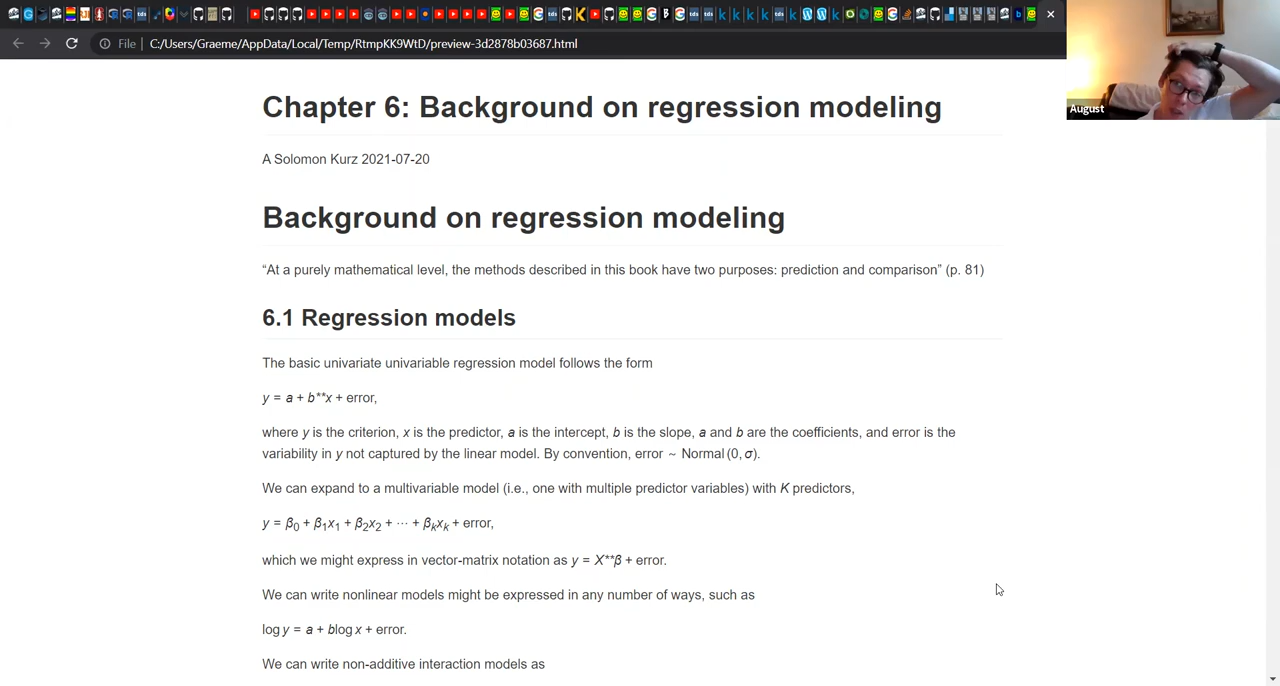 File C:/Users/Graeme/AppData/Local/Temp/RtmpKK9WtD/preview-3d2878b03687.html
August
Chapter 6: Background on regression modeling
A Solomon Kurz 2021-07-20
Background on regression modeling
“At a purely mathematical level, the methods described in this book have two purposes: prediction and comparison” (p. 81)
6.1 Regression models
The basic univariate univariable regression model follows the form
y = a + b**x + error,
where y is the criterion, x is the predictor, a is the intercept, b is the slope, a and b are the coefficients, and error is the
variability in y not captured by the linear model. By convention, error ~ Normal (0, σ).
We can expand to a multivariable model (i.e., one with multiple predictor variables) with K predictors,
y = β0 + β1x1 + β2x2 + ⋯ + βkxk + error,
which we might express in vector-matrix notation as y = X**β + error.
We can write nonlinear models might be expressed in any number of ways, such as
log y = a + blog x + error.
We can write non-additive interaction models as